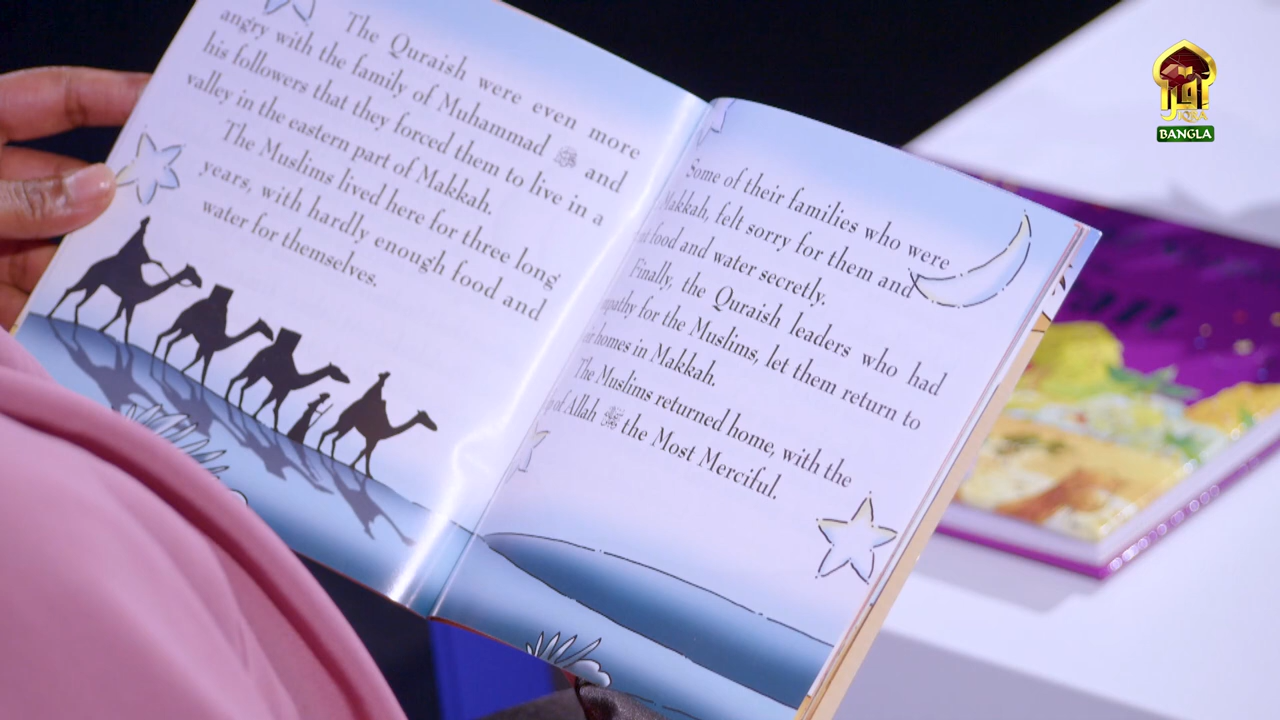 The Quraish were even more
angry with the family of Muhammad ﷺ and
his followers that they forced them to live in a
valley in the eastern part of Makkah.
The Muslims lived here for three long
years, with hardly enough food and
water for themselves.
Some of their families who were
Makkah, felt sorry for them and
food and water secretly.
Finally, the Quraish leaders who had
for the Muslims, let them return to
homes in Makkah.
The Muslims returned home, with the
of Allah the Most Merciful.
اقرأ
IQRA
BANGLA